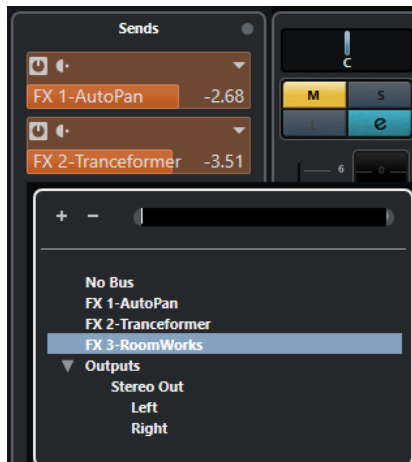 Sends
C
FX 1-AutoPan -2.68
M S
L e
FX 2-Tranceformer -3.51
6 0
+ −
No Bus
FX 1-AutoPan
FX 2-Tranceformer
FX 3-RoomWorks
Outputs
Stereo Out
Left
Right